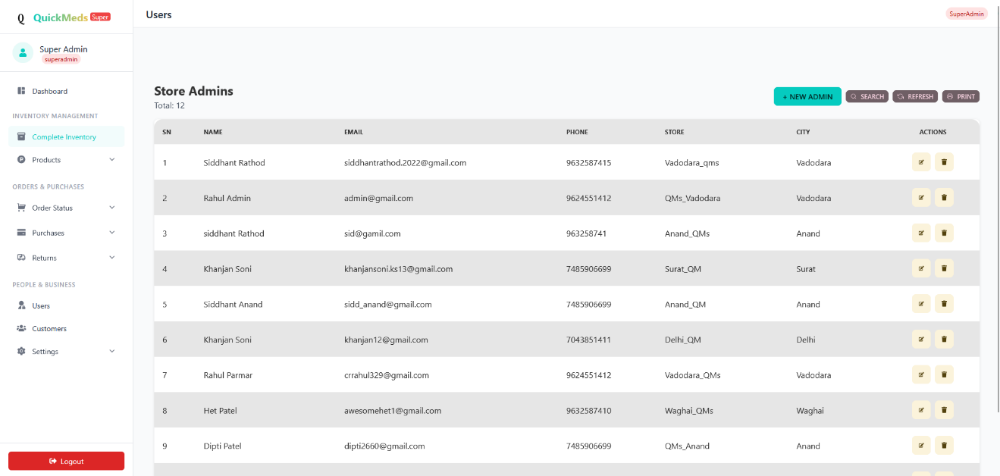 Q QuickMeds Super
Users
SuperAdmin
Super Admin
superadmin
Dashboard
INVENTORY MANAGEMENT
Complete Inventory
Products
ORDERS & PURCHASES
Order Status
Purchases
Returns
PEOPLE & BUSINESS
Users
Customers
Settings
Logout
Store Admins
Total: 12
+ NEW ADMIN SEARCH REFRESH PRINT
SN NAME EMAIL PHONE STORE CITY ACTIONS
1 Siddhant Rathod siddhantrathod.2022@gmail.com 9632587415 Vadodara_qms Vadodara
2 Rahul Admin admin@gmail.com 9624551412 QMs_Vadodara Vadodara
3 siddhant Rathod sid@gamil.com 963258741 Anand_QMs Anand
4 Khanjan Soni khanjansoni.ks13@gmail.com 7485906699 Surat_QM Surat
5 Siddhant Anand sidd_anand@gmail.com 7485906699 Anand_QM Anand
6 Khanjan Soni khanjan12@gmail.com 7043851411 Delhi_QM Delhi
7 Rahul Parmar crrahul329@gmail.com 9624551412 Vadodara_QMs Vadodara
8 Het Patel awesomehet1@gmail.com 9632587410 Waghai_QMs Waghai
9 Dipti Patel dipti2660@gmail.com 7485906699 QMs_Anand Anand